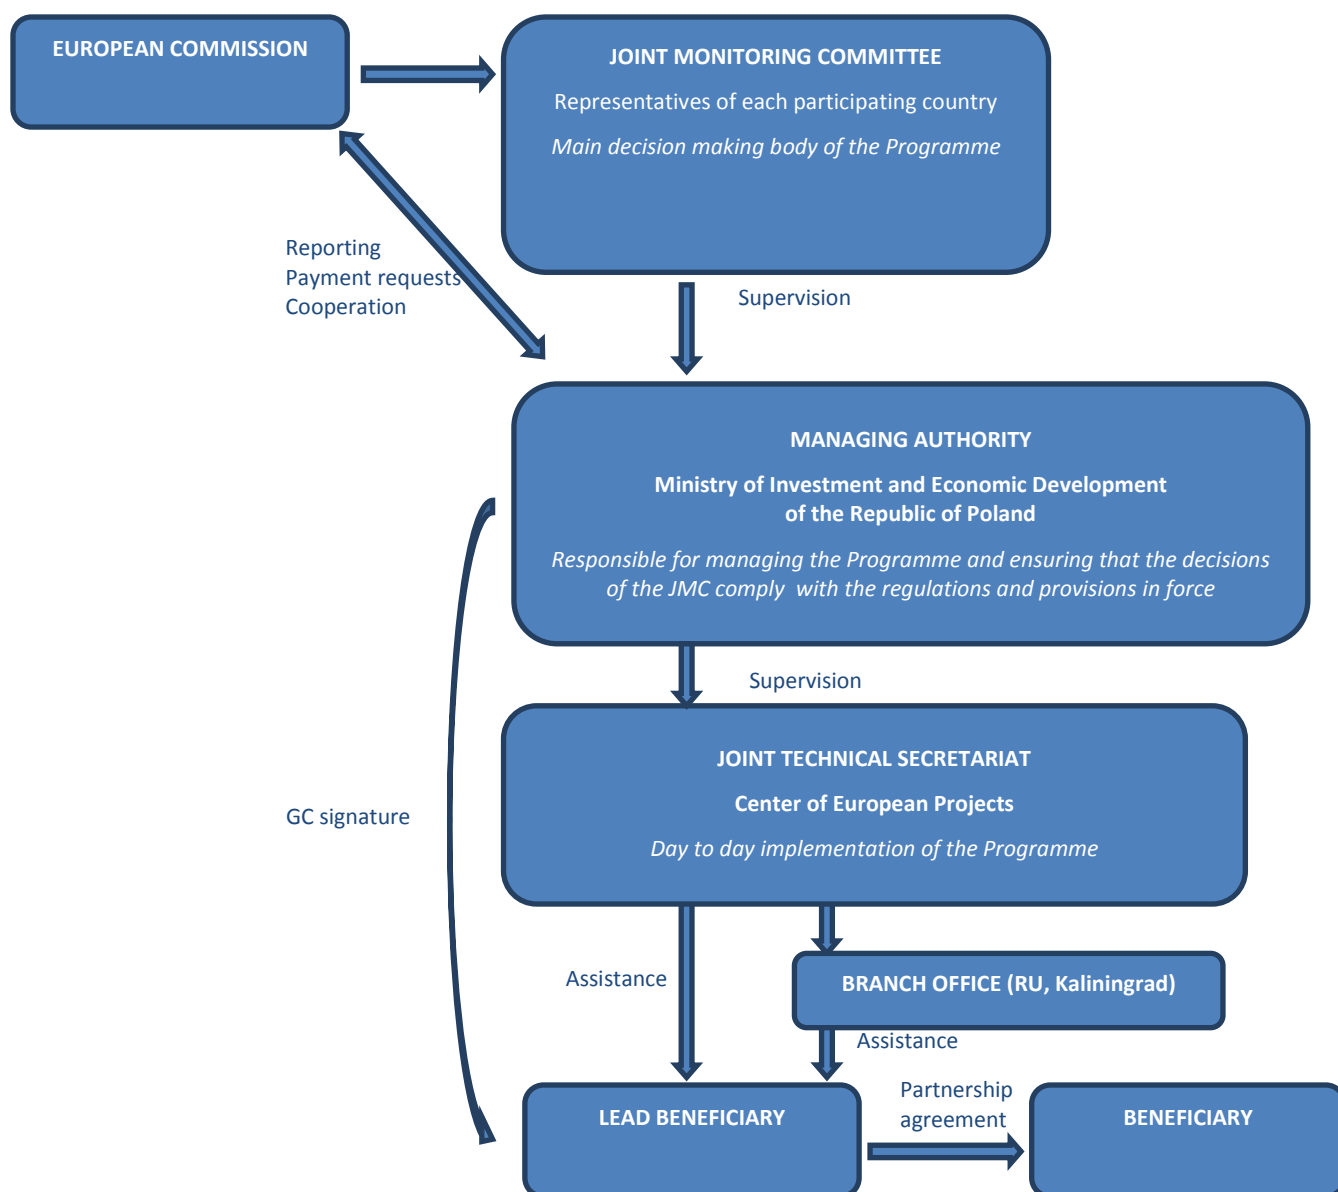 EUROPEAN COMMISSION
JOINT MONITORING COMMITTEE
Representatives of each participating country
Main decision making body of the Programme
Reporting
Payment requests
Cooperation
Supervision
MANAGING AUTHORITY
Ministry of Investment and Economic Development
of the Republic of Poland
Responsible for managing the Programme and ensuring that the decisions
of the JMC comply  with the regulations and provisions in force
Supervision
JOINT TECHNICAL SECRETARIAT
Center of European Projects
Day to day implementation of the Programme
GC signature
Assistance
BRANCH OFFICE (RU, Kaliningrad)
Assistance
Partnership
agreement
LEAD BENEFICIARY
BENEFICIARY